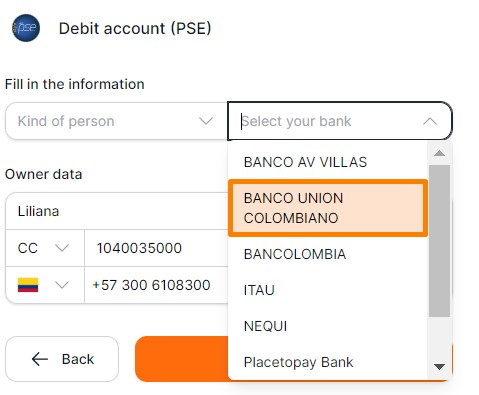 pse Debit account (PSE)
Fill in the information
Kind of person Select your bank
BANCO AV VILLAS
Owner data
BANCO UNION
COLOMBIANO
Liliana
CC 1040035000
BANCOLOMBIA
+57 300 6108300
ITAU
NEQUI
Back
Placetopay Bank